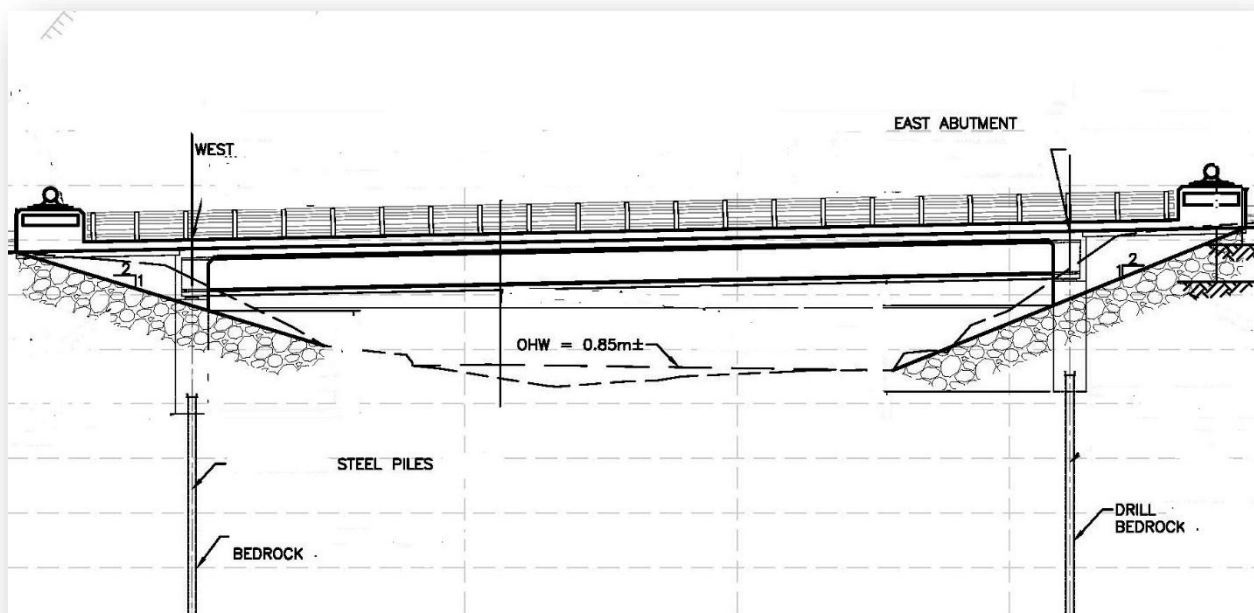 EAST ABUTMENT
WEST
2
1
2
1
OHW = 0.85m±
STEEL PILES
DRILL
BEDROCK
BEDROCK